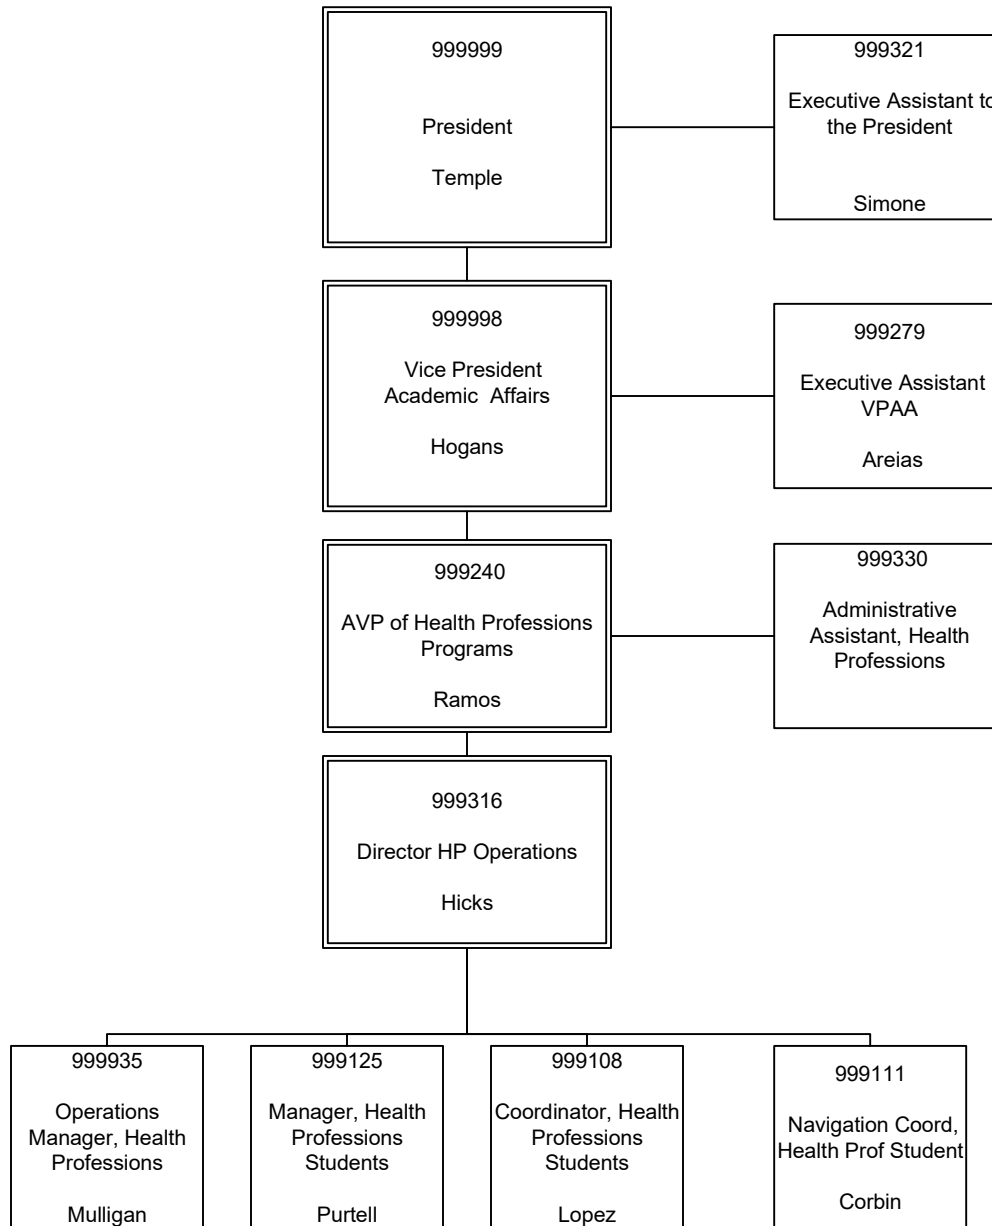 999999
President
Temple
999321
Executive Assistant to
the President
Simone
999998
Vice President
Academic Affairs
Hogans
999279
Executive Assistant
VPAA
Areias
999240
AVP of Health Professions
Programs
Ramos
999330
Administrative
Assistant, Health
Professions
999316
Director HP Operations
Hicks
999935
Operations
Manager, Health
Professions
Mulligan
999125
Manager, Health
Professions
Students
Purtell
999108
Coordinator, Health
Professions
Students
Lopez
999111
Navigation Coord,
Health Prof Student
Corbin